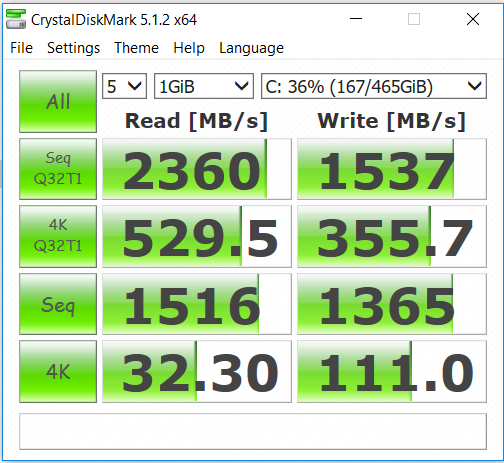 CrystalDiskMark 5.1.2 x64
File Settings Theme Help Language
All 5 1GiB C: 36% (167/465GiB)
Read [MB/s] Write [MB/s]
Seq
Q32T1
2360 1537
4K
Q32T1
529.5 355.7
Seq 1516 1365
4K 32.30 111.0